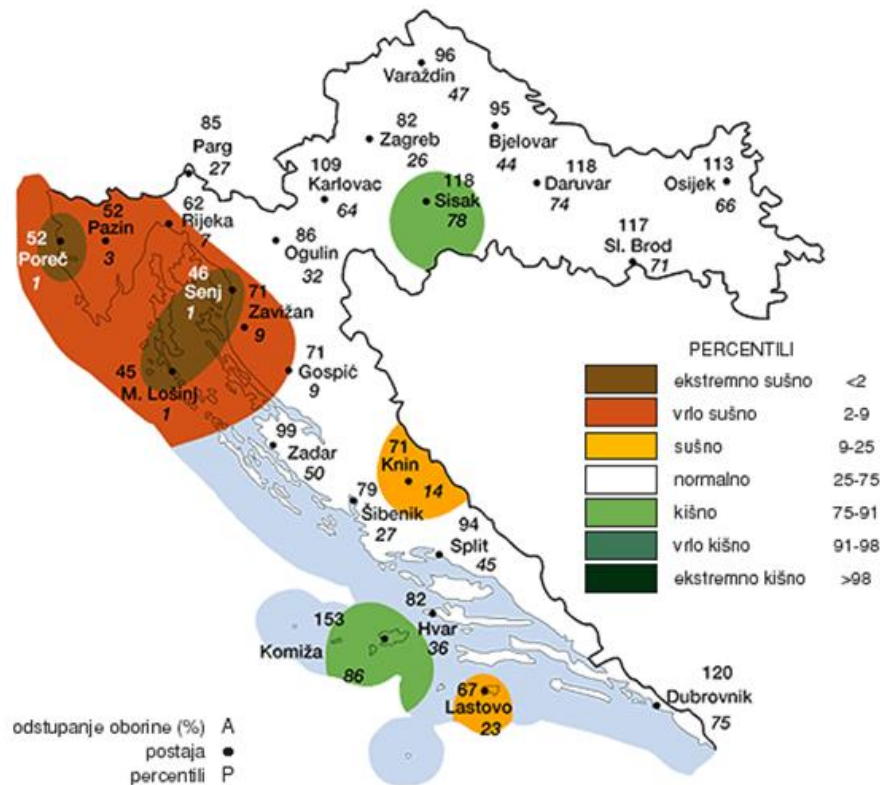 96
Varaždin
47
95
Bjelovar
44
82
Zagreb
26
85
Parg
27
109
Karlovac
64
118
Sisak
78
118
Daruvar
74
113
Osijek
66
117
Sl. Brod
71
62
Rijeka
7
52
Pazin
3
52
Poreč
1
86
Ogulin
32
46
Senj
1
71
Zavižan
9
71
Gospić
9
45
M. Lošinj
1
99
Zadar
50
71
Knin
14
79
Šibenik
27
94
Split
45
82
Hvar
36
153
Komiža
86
67
Lastovo
23
120
Dubrovnik
75
PERCENTILI
ekstremno sušno <2
vrlo sušno 2-9
sušno 9-25
normalno 25-75
kišno 75-91
vrlo kišno 91-98
ekstremno kišno >98
odstupanje oborine (%) A
postaja
percentili P